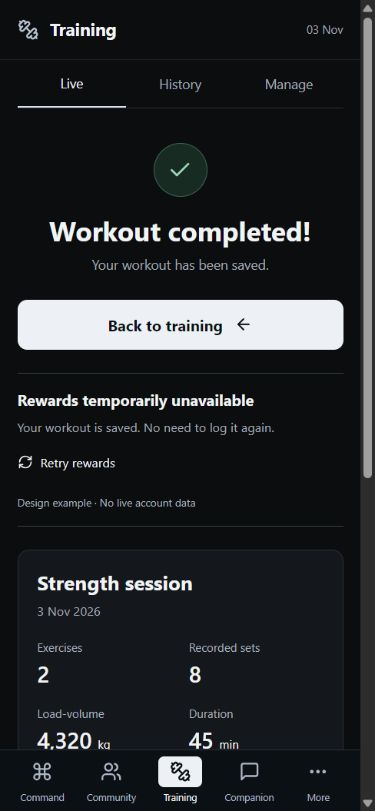 Training
03 Nov
Live History Manage
Workout completed!
Your workout has been saved.
Back to training
Rewards temporarily unavailable
Your workout is saved. No need to log it again.
Retry rewards
Design example · No live account data
Strength session
3 Nov 2026
Exercises Recorded sets
2 8
Load-volume Duration
4,320 kg 45 min
Command Community Training Companion More